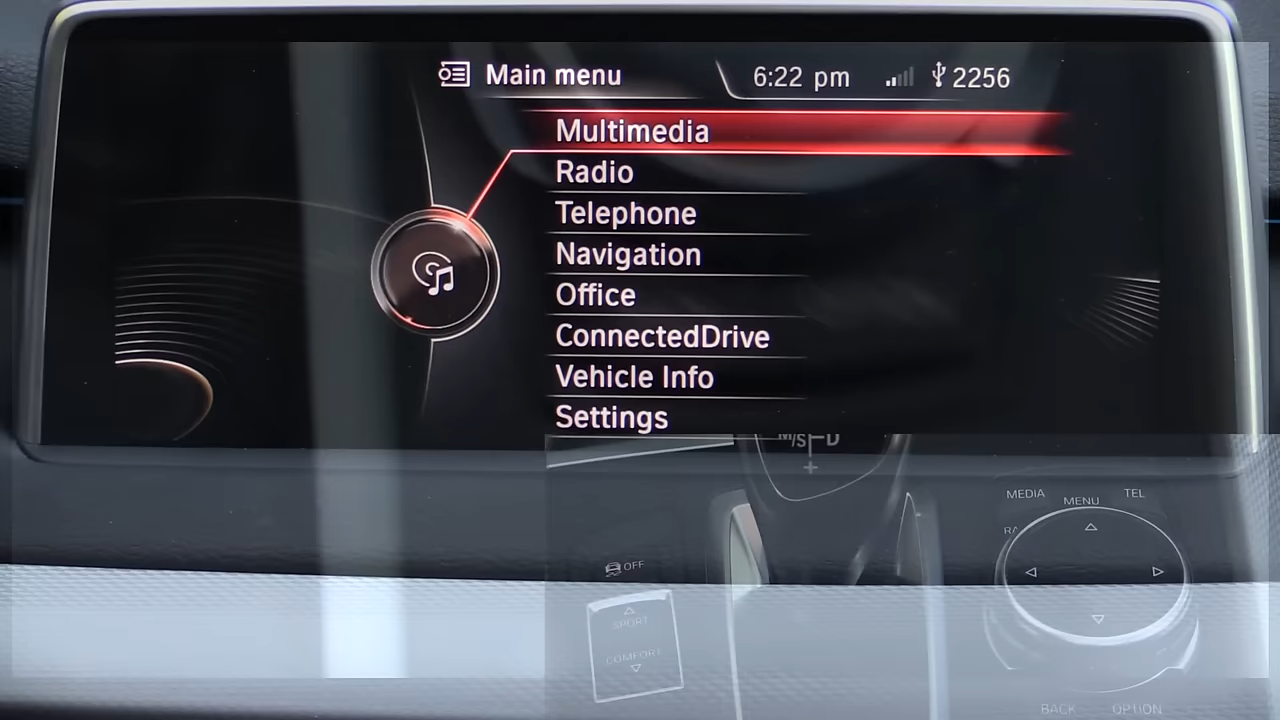 Main menu
6:22 pm
2256
Multimedia
Radio
Telephone
Navigation
Office
ConnectedDrive
Vehicle Info
Settings
M/S D
+
MEDIA MENU TEL
OFF
SPORT
COMFORT
BACK OPTION